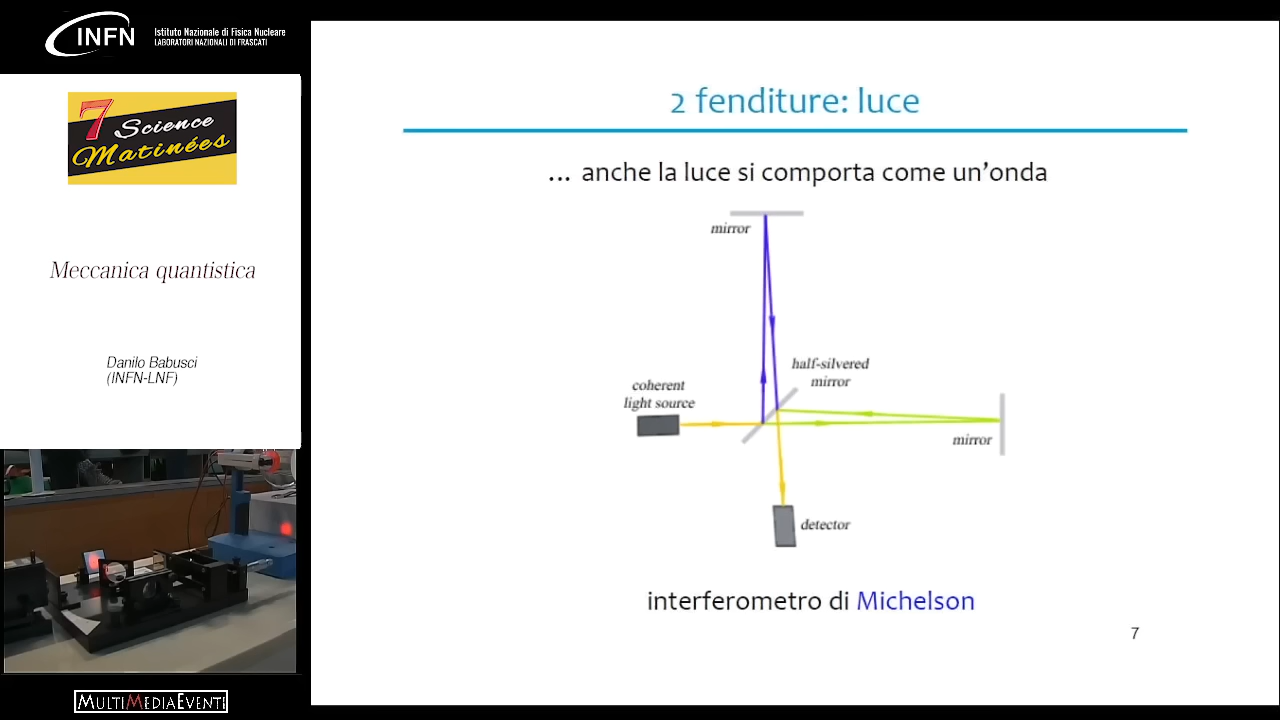 INFN
Istituto Nazionale di Fisica Nucleare
LABORATORI NAZIONALI DI FRASCATI
7
Science
Matinées
Meccanica quantistica
Danilo Babusci
(INFN-LNF)
MULTIMEDIAEVENTI
2 fenditure: luce
... anche la luce si comporta come un'onda
mirror
half-silvered
mirror
coherent
light source
mirror
detector
interferometro di Michelson
7